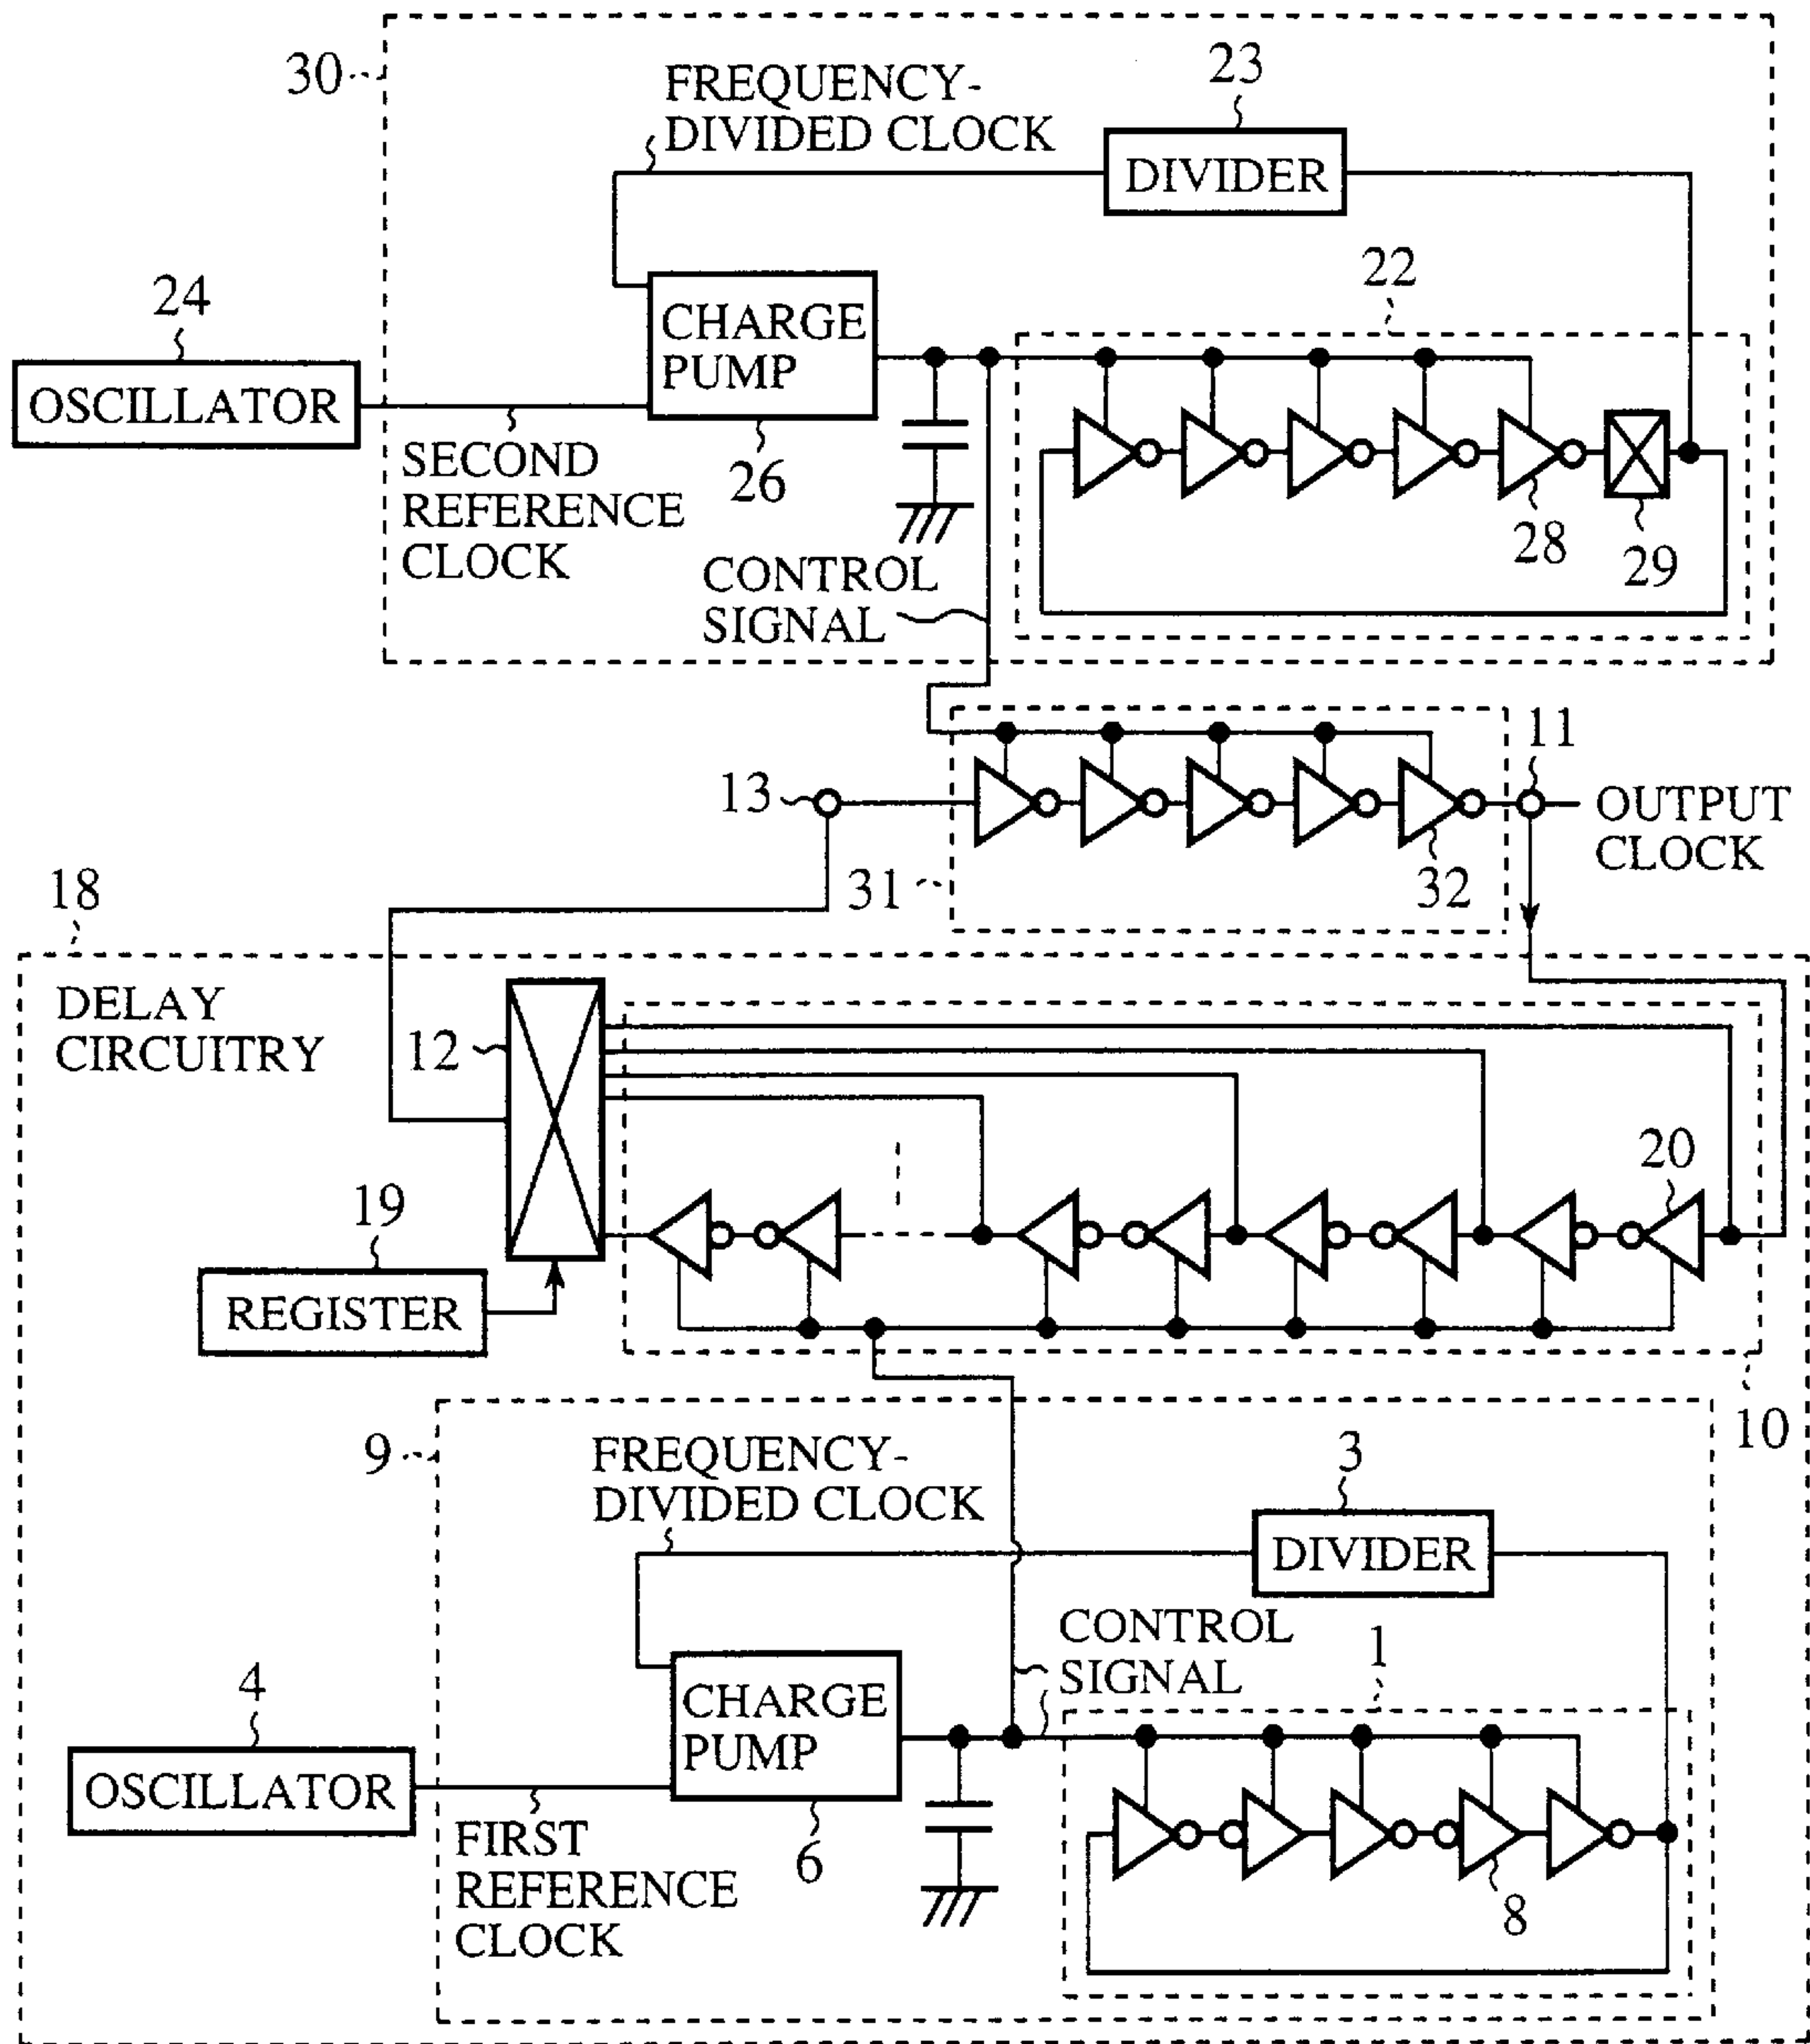 30
FREQUENCY-
DIVIDED CLOCK
23
DIVIDER
24
OSCILLATOR
CHARGE
PUMP
26
22
SECOND
REFERENCE
CLOCK
28
29
CONTROL
SIGNAL
13
11
OUTPUT
CLOCK
31
32
18
DELAY
CIRCUITRY
12
20
19
REGISTER
10
9
FREQUENCY-
DIVIDED CLOCK
3
DIVIDER
CONTROL
SIGNAL
1
4
OSCILLATOR
CHARGE
PUMP
6
FIRST
REFERENCE
CLOCK
8